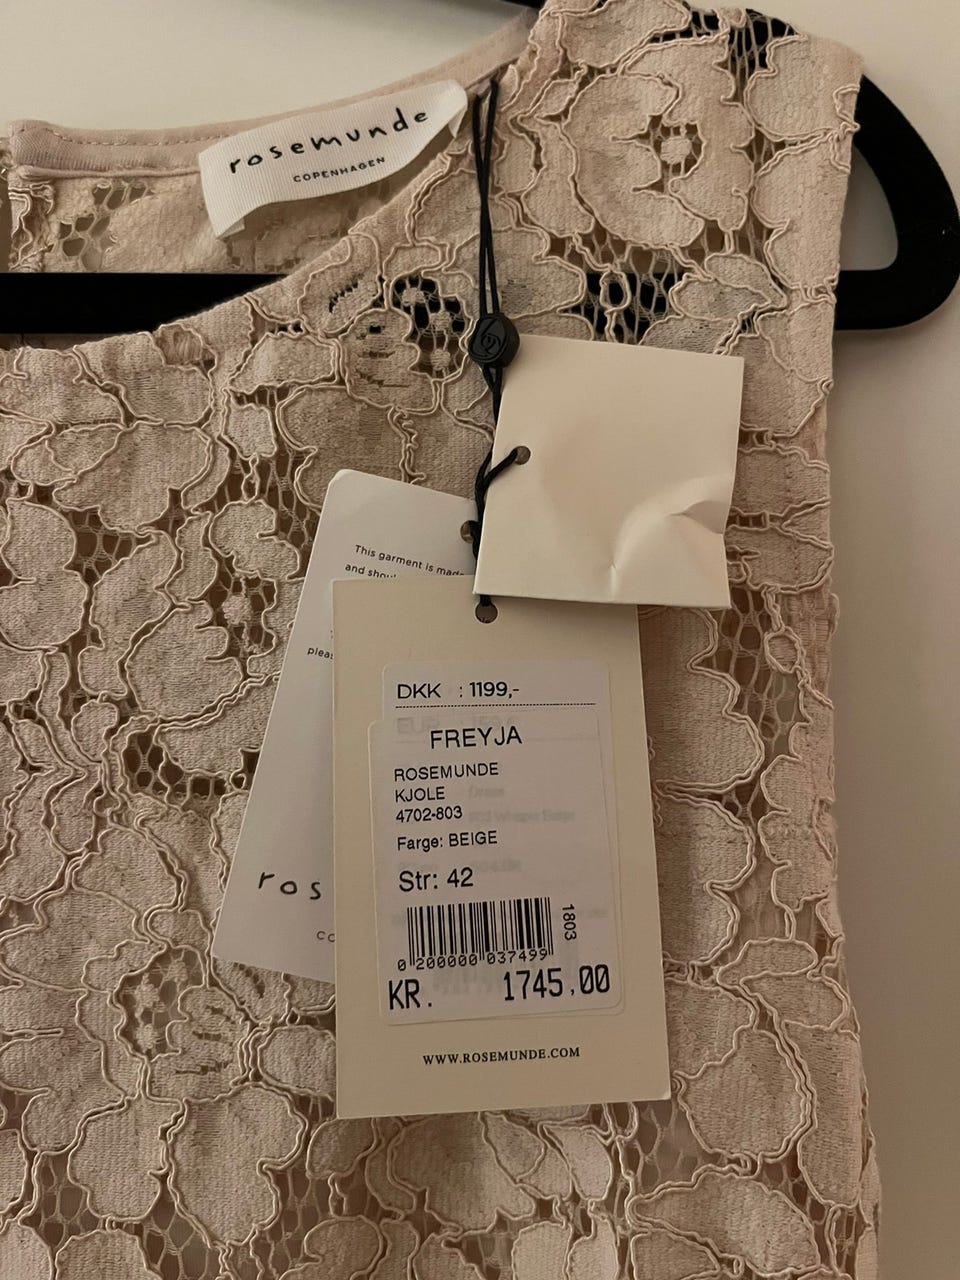 rosemunde
COPENHAGEN
This garment is made
and shou
pleas
DKK : 1199,-
EUR
FREYJA
ROSEMUNDE
KJOLE
4702-803
Farge: BEIGE
Str: 42
1803
0 200000 037499
KR. 1745,00
WWW.ROSEMUNDE.COM
ros
co